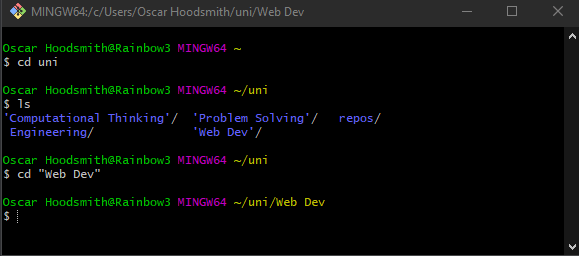 MINGW64:/c/Users/Oscar Hoodsmith/uni/Web Dev
Oscar Hoodsmith@Rainbow3 MINGW64 ~
$ cd uni
Oscar Hoodsmith@Rainbow3 MINGW64 ~/uni
$ ls
'Computational Thinking'/  'Problem Solving'/   repos/
 Engineering/              'Web Dev'/
Oscar Hoodsmith@Rainbow3 MINGW64 ~/uni
$ cd "Web Dev"
Oscar Hoodsmith@Rainbow3 MINGW64 ~/uni/Web Dev
$